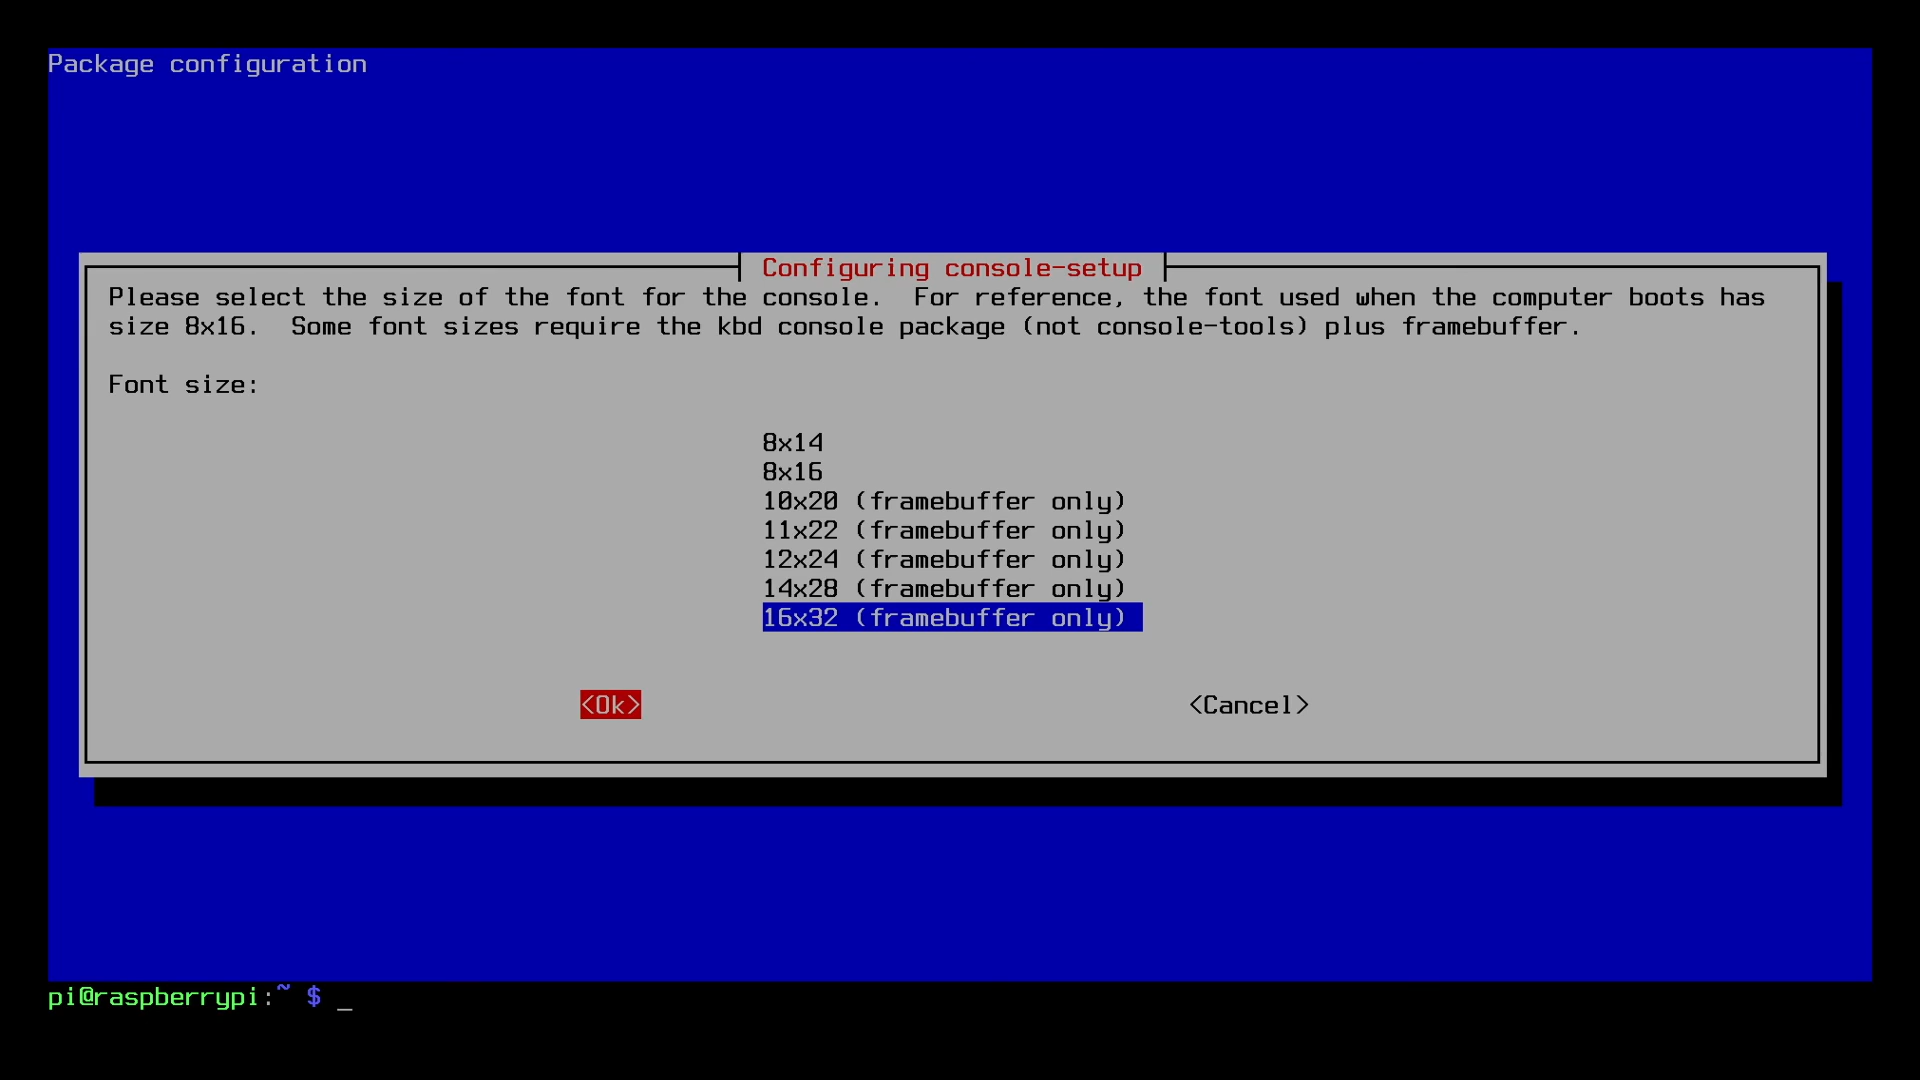 Package configuration
Configuring console-setup
Please select the size of the font for the console.  For reference, the font used when the computer boots has
size 8x16.  Some font sizes require the kbd console package (not console-tools) plus framebuffer.
Font size:
8x14
8x16
10x20 (framebuffer only)
11x22 (framebuffer only)
12x24 (framebuffer only)
14x28 (framebuffer only)
16x32 (framebuffer only)
<Ok> <Cancel>
pi@raspberrypi:~ $ _